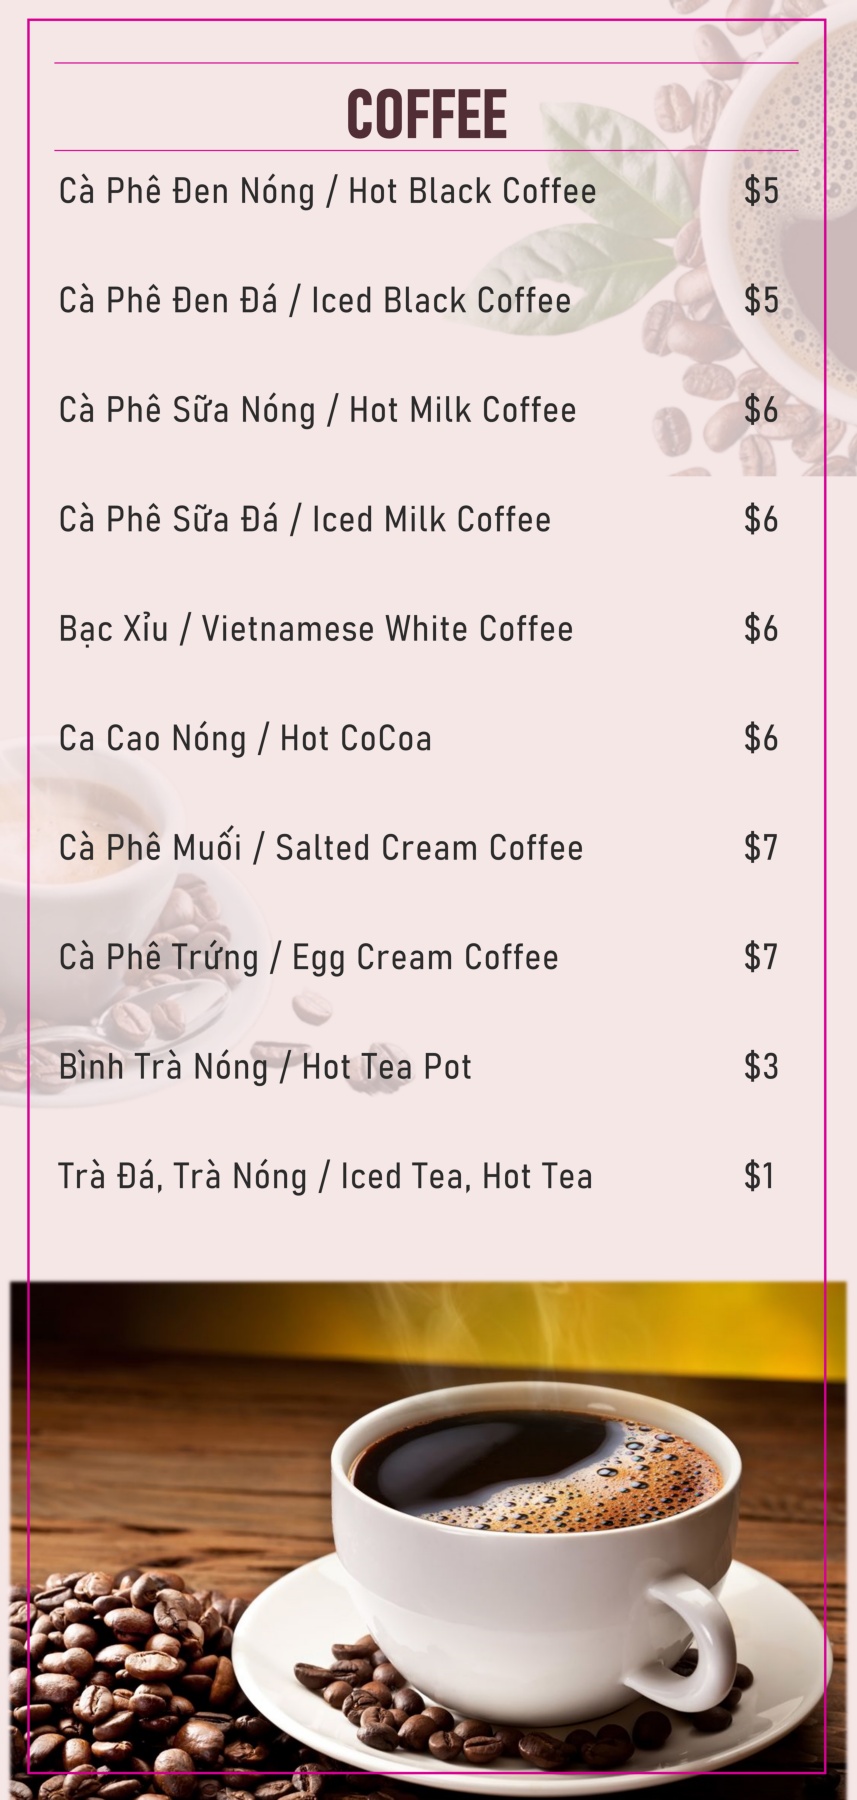 COFFEE
Cà Phê Đen Nóng / Hot Black Coffee $5
Cà Phê Đen Đá / Iced Black Coffee $5
Cà Phê Sữa Nóng / Hot Milk Coffee $6
Cà Phê Sữa Đá / Iced Milk Coffee $6
Bạc Xỉu / Vietnamese White Coffee $6
Ca Cao Nóng / Hot CoCoa $6
Cà Phê Muối / Salted Cream Coffee $7
Cà Phê Trứng / Egg Cream Coffee $7
Bình Trà Nóng / Hot Tea Pot $3
Trà Đá, Trà Nóng / Iced Tea, Hot Tea $1